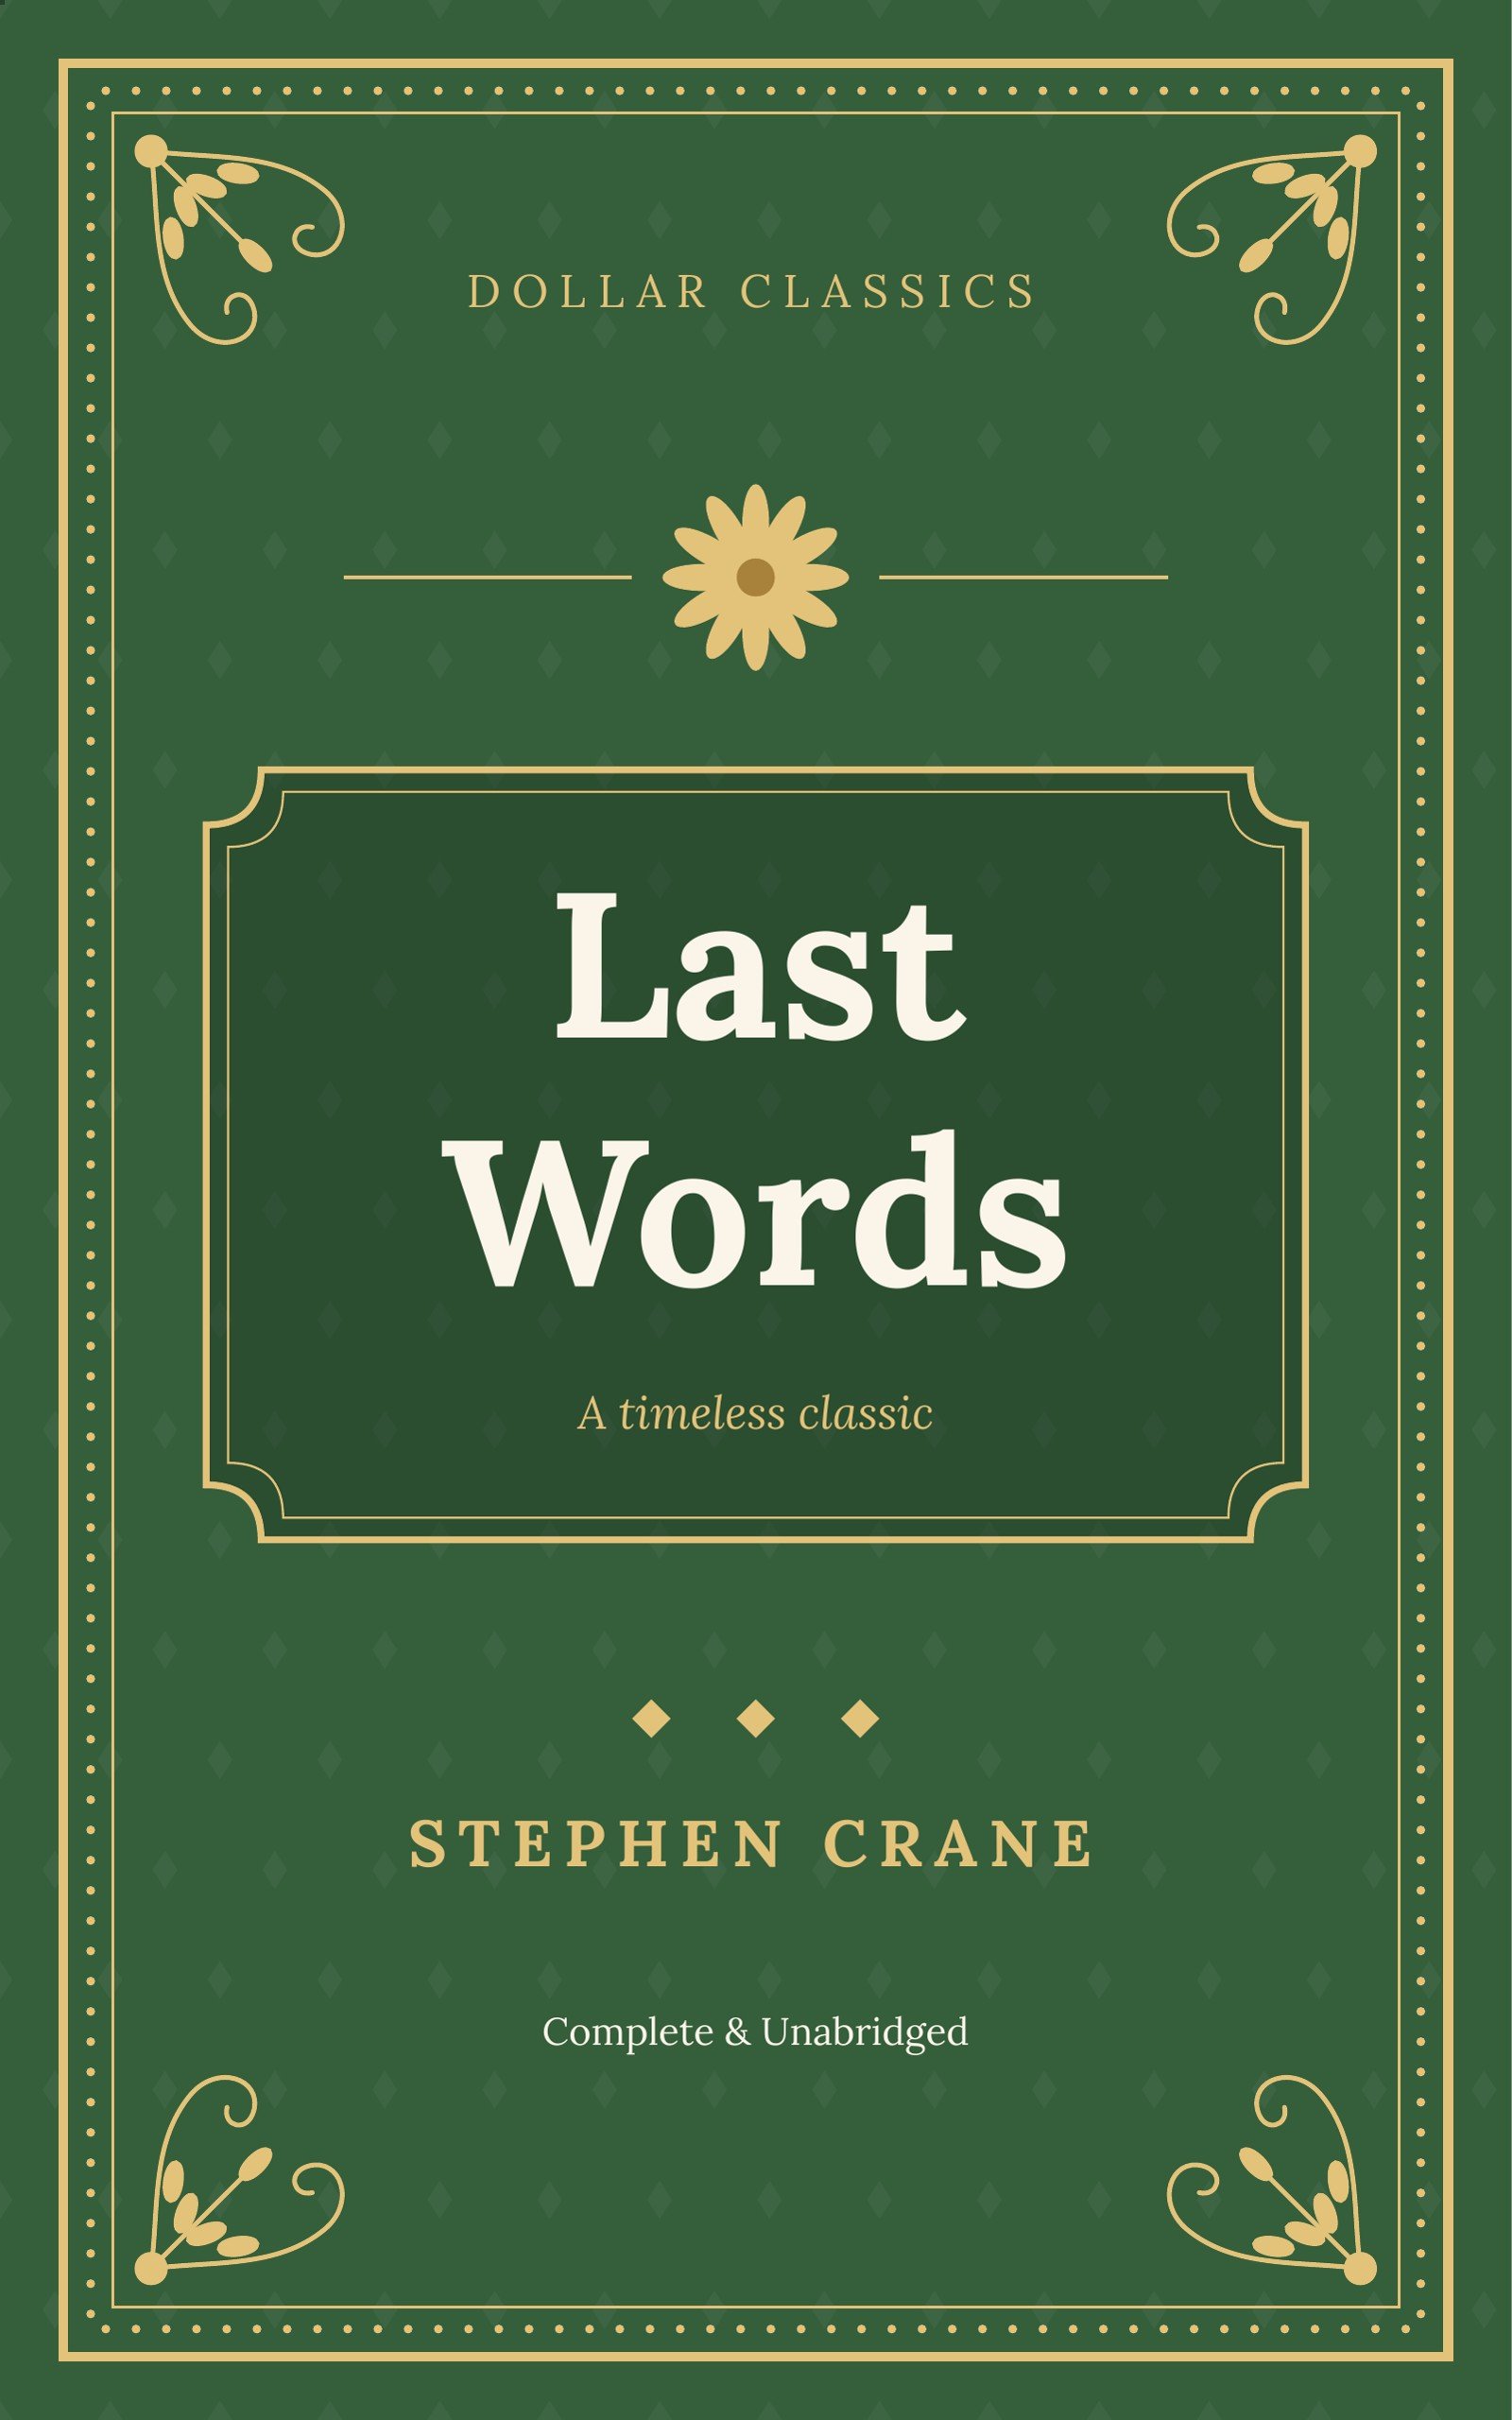 DOLLAR CLASSICS
Last
Words
A timeless classic
STEPHEN CRANE
Complete & Unabridged